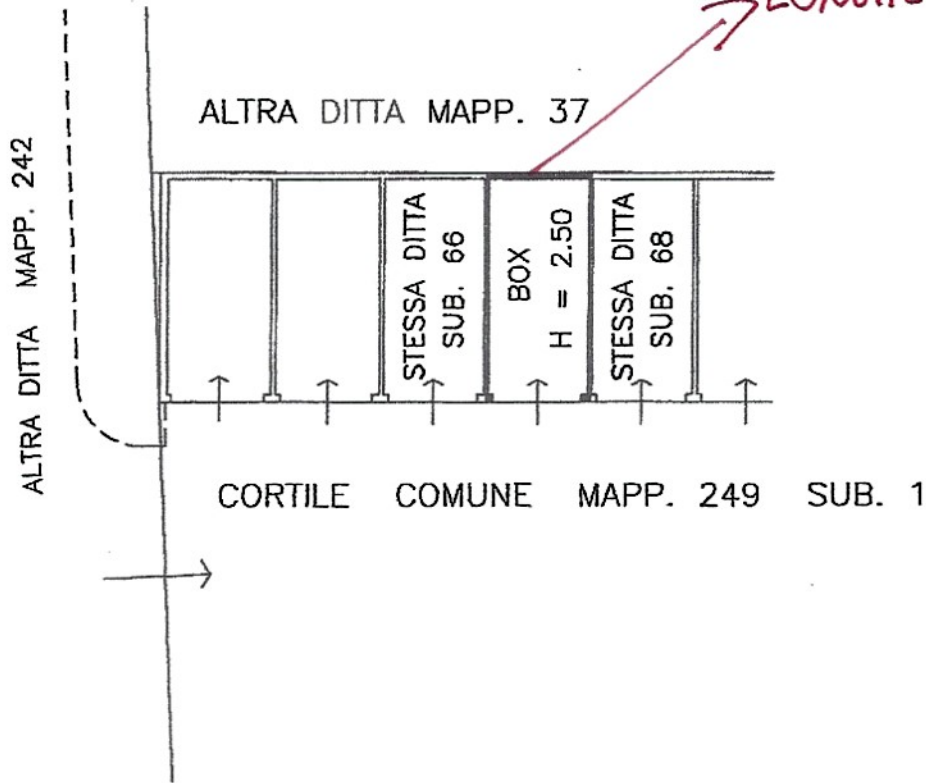 ALTRA DITTA MAPP. 37
ALTRA DITTA MAPP. 242
STESSA DITTA
SUB. 66
BOX
H = 2.50
STESSA DITTA
SUB. 68
CORTILE COMUNE MAPP. 249 SUB. 1